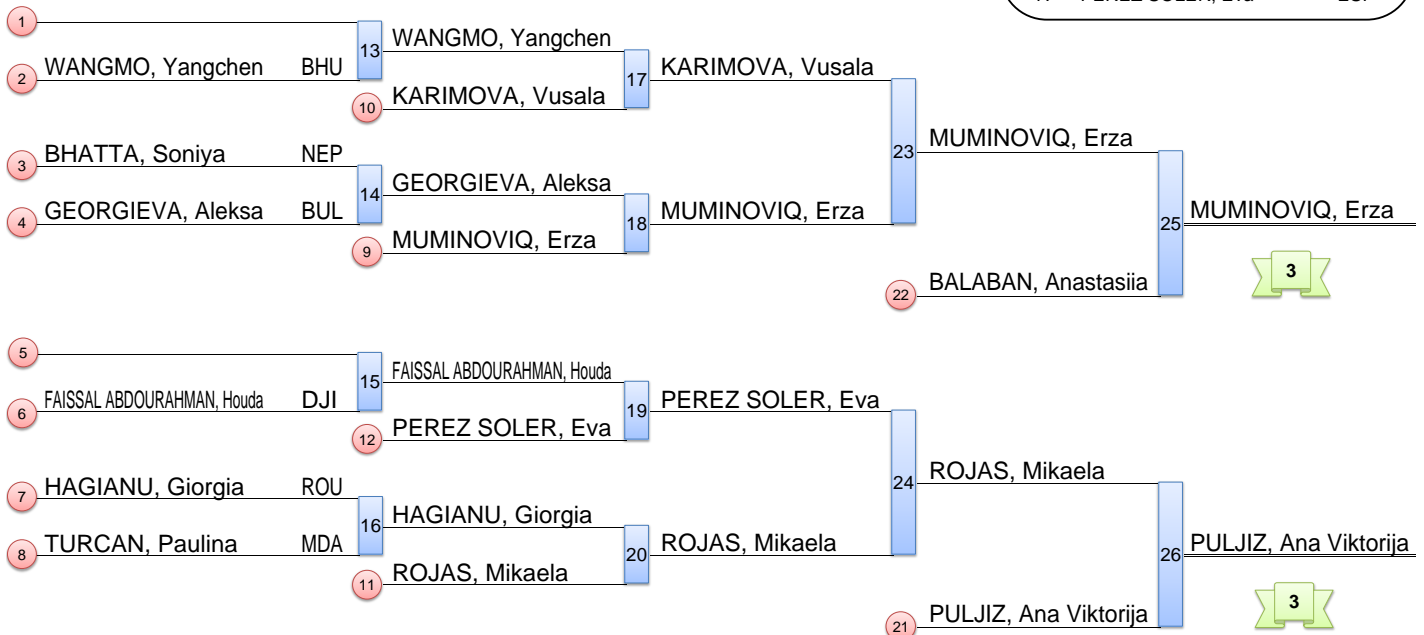 1
13
WANGMO, Yangchen
2
WANGMO, Yangchen BHU
17
KARIMOVA, Vusala
10
KARIMOVA, Vusala
23
MUMINOVIQ, Erza
3
BHATTA, Soniya NEP
14
GEORGIEVA, Aleksa
4
GEORGIEVA, Aleksa BUL
18
MUMINOVIQ, Erza
25
MUMINOVIQ, Erza
9
MUMINOVIQ, Erza
3
22
BALABAN, Anastasiia
5
15
FAISSAL ABDOURAHMAN, Houda
6
FAISSAL ABDOURAHMAN, Houda DJI
19
PEREZ SOLER, Eva
12
PEREZ SOLER, Eva
24
ROJAS, Mikaela
7
HAGIANU, Giorgia ROU
16
HAGIANU, Giorgia
8
TURCAN, Paulina MDA
20
ROJAS, Mikaela
26
PULJIZ, Ana Viktorija
11
ROJAS, Mikaela
3
21
PULJIZ, Ana Viktorija